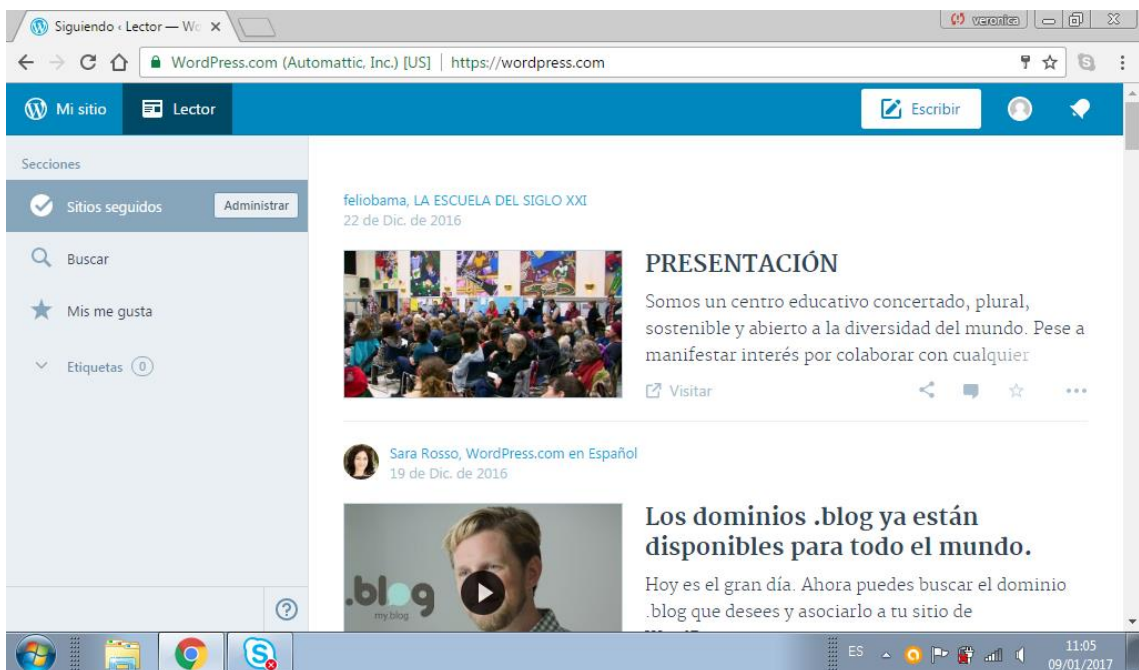 Siguiendo ‹ Lector — Wo
veronica
WordPress.com (Automattic, Inc.) [US] | https://wordpress.com
Mi sitio
Lector
Escribir
Secciones
Sitios seguidos
Administrar
Buscar
Mis me gusta
Etiquetas 0
feliobama, LA ESCUELA DEL SIGLO XXI
22 de Dic. de 2016
PRESENTACIÓN
Somos un centro educativo concertado, plural,
sostenible y abierto a la diversidad del mundo. Pese a
manifestar interés por colaborar con cualquier
Visitar
Sara Rosso, WordPress.com en Español
19 de Dic. de 2016
.blog
my.blog
Los dominios .blog ya están
disponibles para todo el mundo.
Hoy es el gran día. Ahora puedes buscar el dominio
.blog que desees y asociarlo a tu sitio de
ES
11:05
09/01/2017